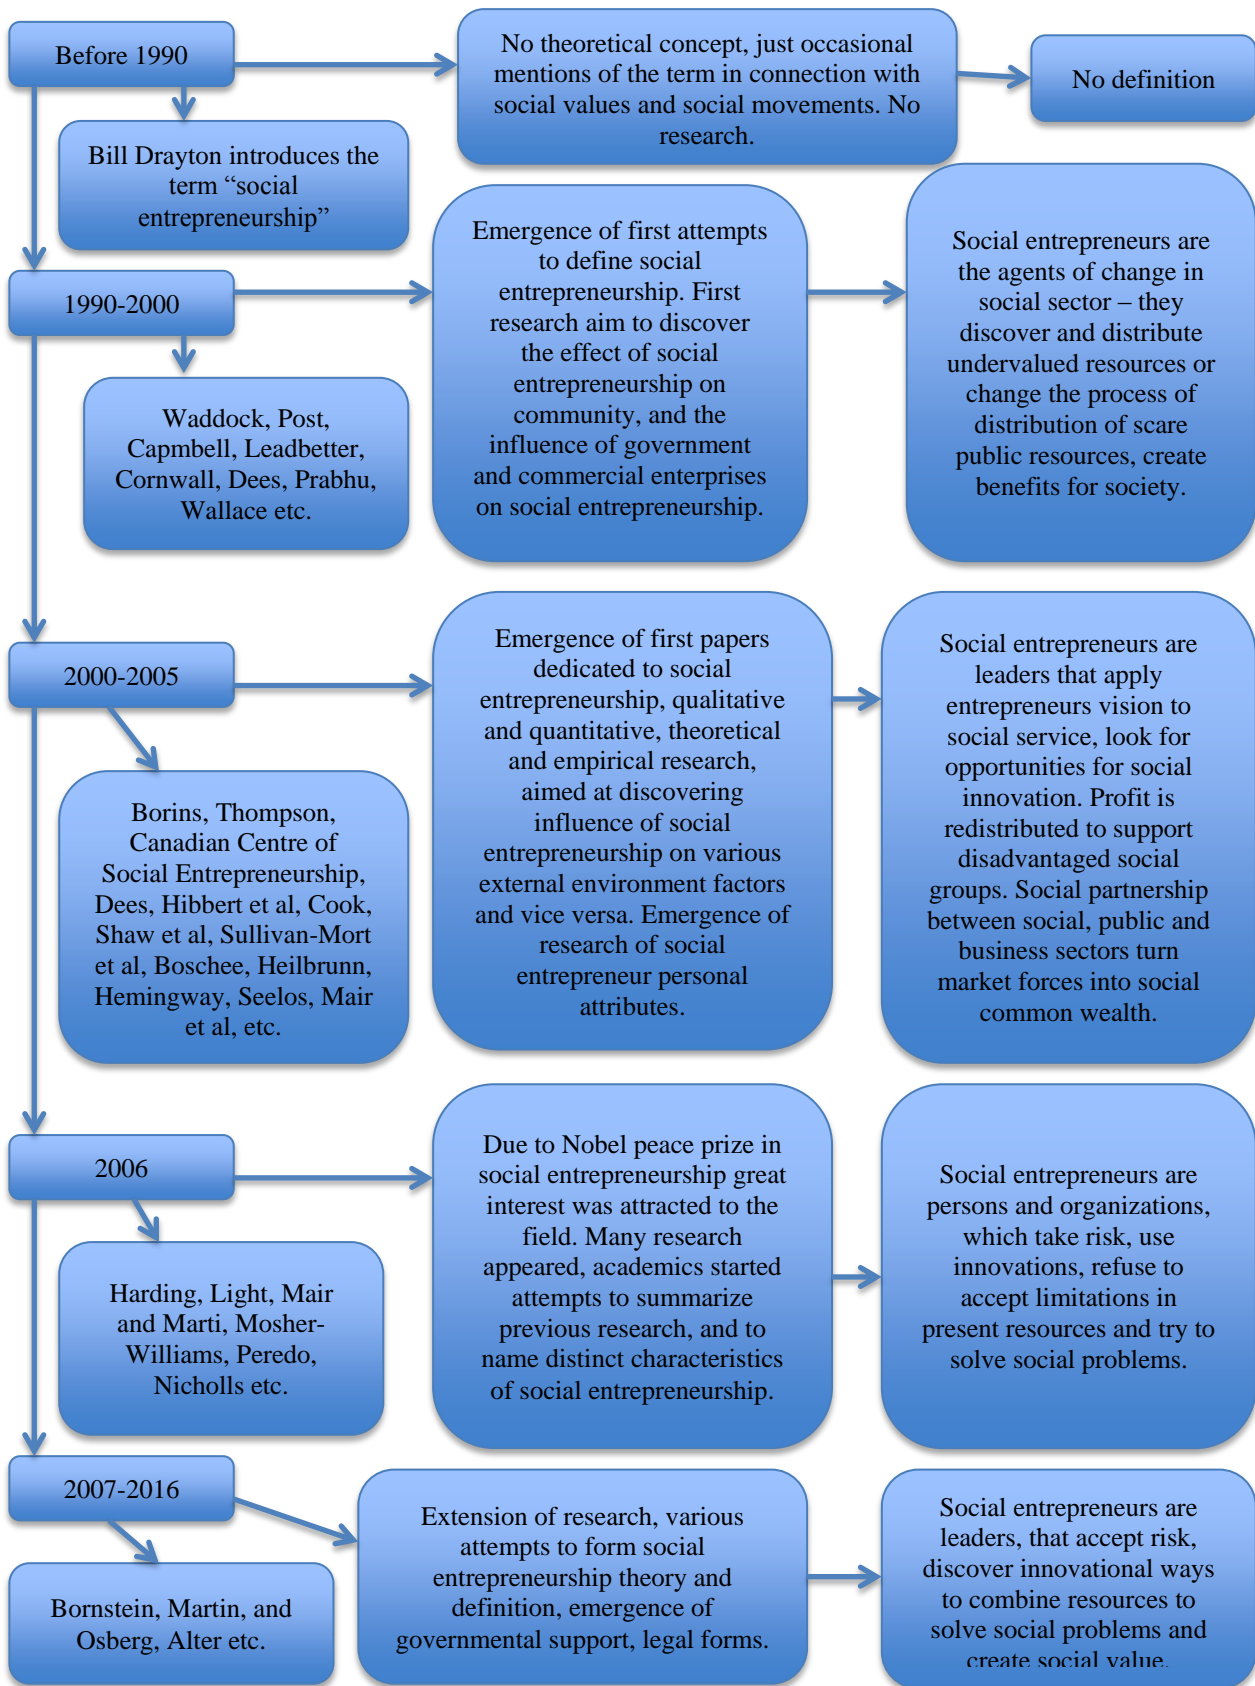 Before 1990
No theoretical concept, just occasional
mentions of the term in connection with
social values and social movements. No
research.
No definition
Bill Drayton introduces the
term “social
entrepreneurship”
1990-2000
Emergence of first attempts
to define social
entrepreneurship. First
research aim to discover
the effect of social
entrepreneurship on
community, and the
influence of government
and commercial enterprises
on social entrepreneurship.
Social entrepreneurs are
the agents of change in
social sector – they
discover and distribute
undervalued resources or
change the process of
distribution of scare
public resources, create
benefits for society.
Waddock, Post,
Capmbell, Leadbetter,
Cornwall, Dees, Prabhu,
Wallace etc.
2000-2005
Emergence of first papers
dedicated to social
entrepreneurship, qualitative
and quantitative, theoretical
and empirical research,
aimed at discovering
influence of social
entrepreneurship on various
external environment factors
and vice versa. Emergence of
research of social
entrepreneur personal
attributes.
Social entrepreneurs are
leaders that apply
entrepreneurs vision to
social service, look for
opportunities for social
innovation. Profit is
redistributed to support
disadvantaged social
groups. Social partnership
between social, public and
business sectors turn
market forces into social
common wealth.
Borins, Thompson,
Canadian Centre of
Social Entrepreneurship,
Dees, Hibbert et al, Cook,
Shaw et al, Sullivan-Mort
et al, Boschee, Heilbrunn,
Hemingway, Seelos, Mair
et al, etc.
2006
Due to Nobel peace prize in
social entrepreneurship great
interest was attracted to the
field. Many research
appeared, academics started
attempts to summarize
previous research, and to
name distinct characteristics
of social entrepreneurship.
Social entrepreneurs are
persons and organizations,
which take risk, use
innovations, refuse to
accept limitations in
present resources and try to
solve social problems.
Harding, Light, Mair
and Marti, Mosher-
Williams, Peredo,
Nicholls etc.
2007-2016
Extension of research, various
attempts to form social
entrepreneurship theory and
definition, emergence of
governmental support, legal forms.
Social entrepreneurs are
leaders, that accept risk,
discover innovational ways
to combine resources to
solve social problems and
create social value.
Bornstein, Martin, and
Osberg, Alter etc.